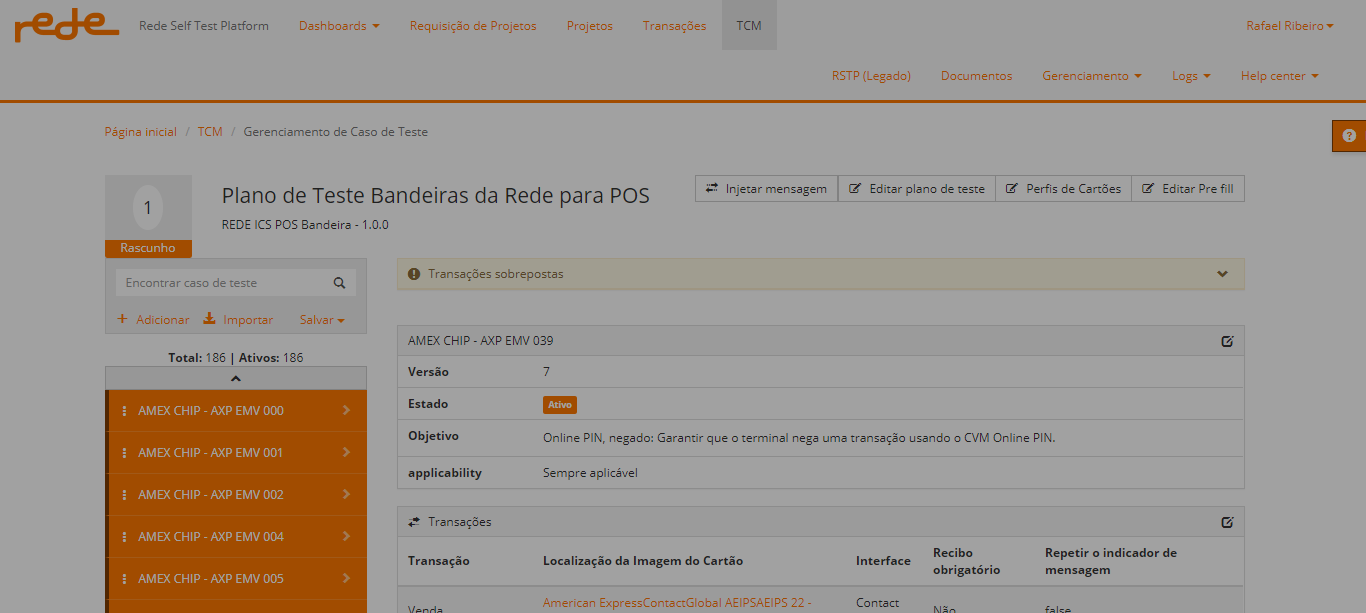 rede Rede Self Test Platform Dashboards Requisição de Projetos Projetos Transações TCM Rafael Ribeiro
RSTP (Legado) Documentos Gerenciamento Logs Help center
Página inicial / TCM / Gerenciamento de Caso de Teste
1
Rascunho
Plano de Teste Bandeiras da Rede para POS
REDE ICS POS Bandeira - 1.0.0
Injetar mensagem Editar plano de teste Perfis de Cartões Editar Pre fill
Encontrar caso de teste
+ Adicionar Importar Salvar
Total: 186 | Ativos: 186
AMEX CHIP - AXP EMV 000
AMEX CHIP - AXP EMV 001
AMEX CHIP - AXP EMV 002
AMEX CHIP - AXP EMV 004
AMEX CHIP - AXP EMV 005
Transações sobrepostas
AMEX CHIP - AXP EMV 039
Versão 7
Estado Ativo
Objetivo Online PIN, negado: Garantir que o terminal nega uma transação usando o CVM Online PIN.
applicability Sempre aplicável
Transações
Transação Localização da Imagem do Cartão Interface Recibo obrigatório Repetir o indicador de mensagem
Venda American ExpressContactGlobal AEIPSAEIPS 22 - Contact Não false